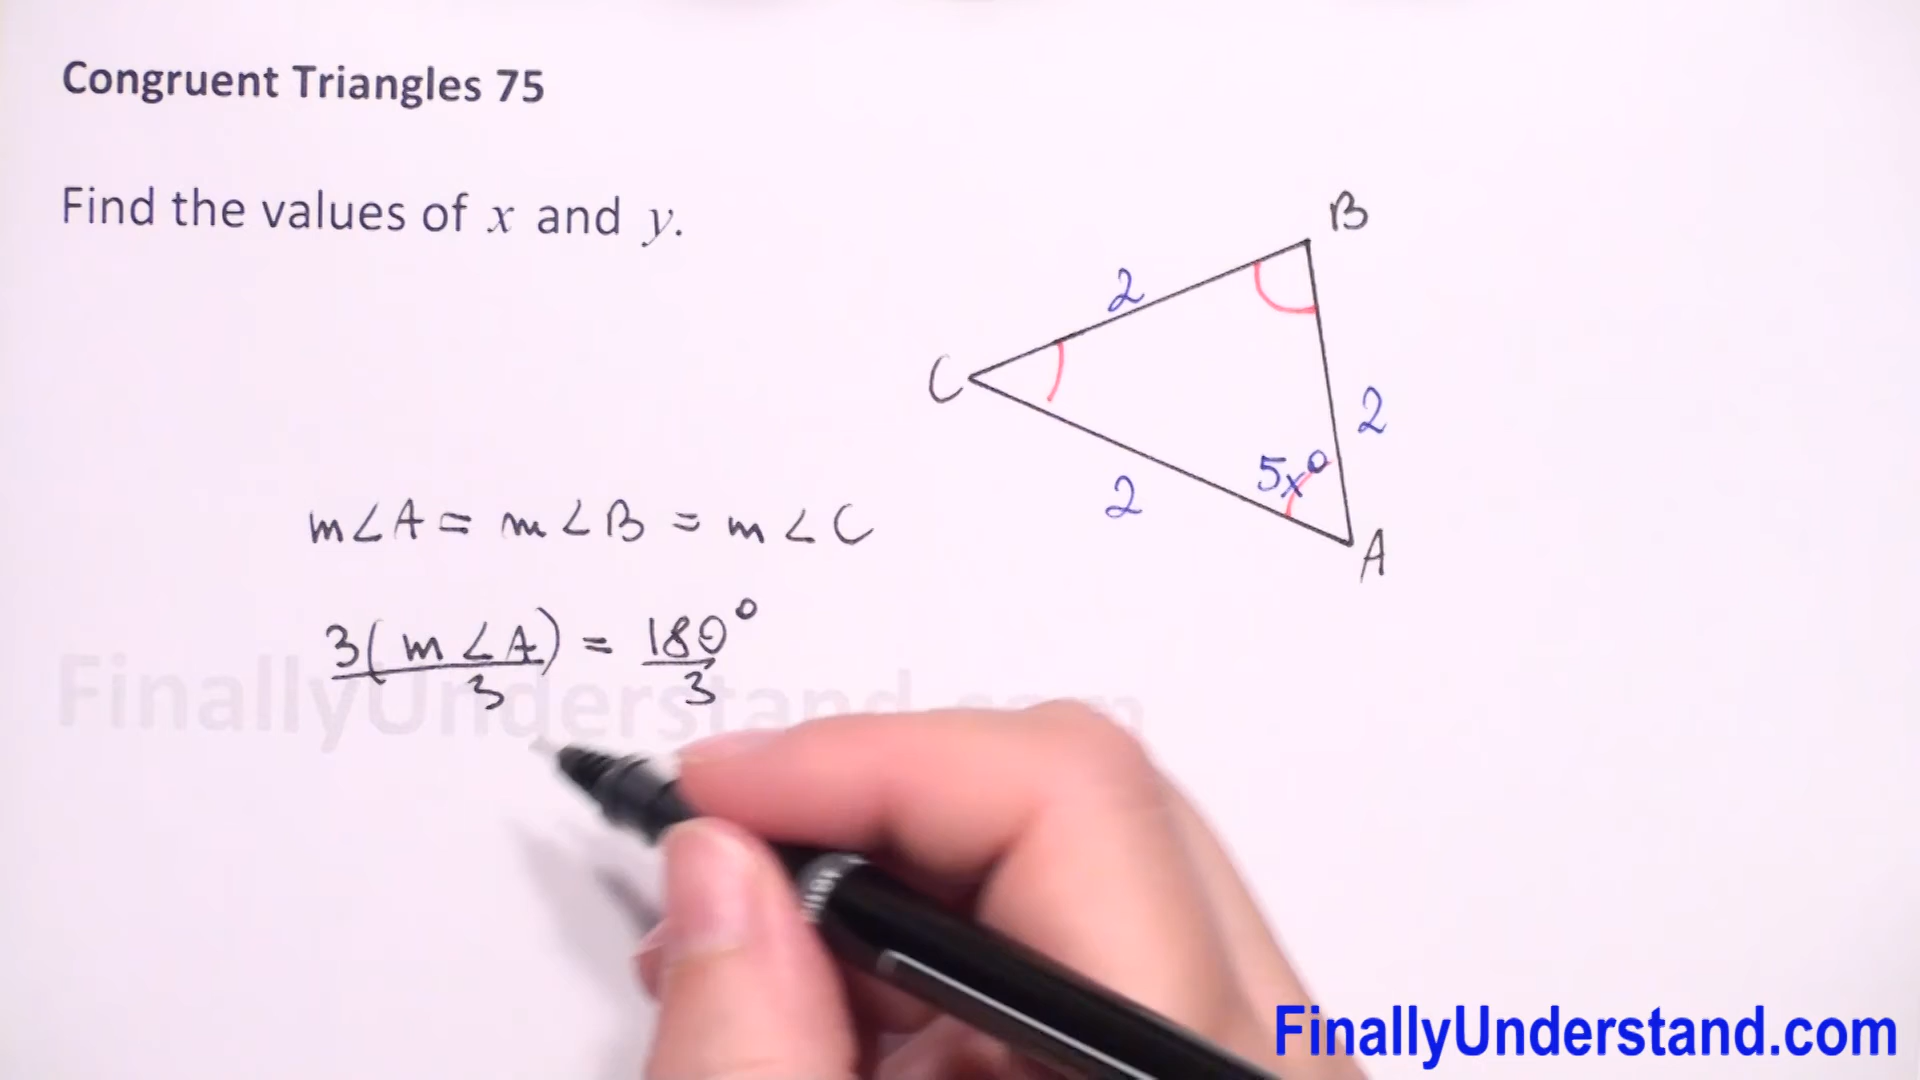 Congruent Triangles 75
Find the values of x and y.
B
2
C
2
5x°
2
A
m∠A = m∠B = m∠C
3(m∠A) = 180°
3 3
FinallyUnderstand.com
FinallyUnderstand.com